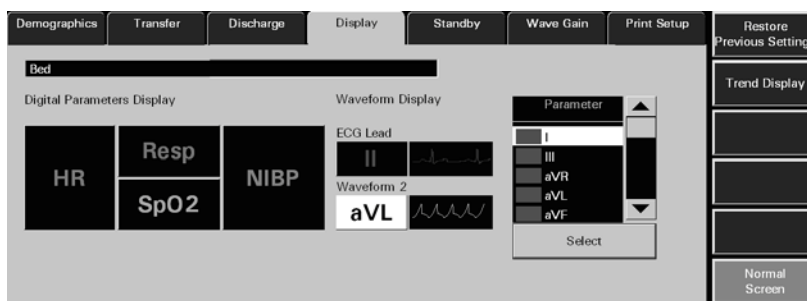 Demographics Transfer Discharge Display Standby Wave Gain Print Setup
Restore
Previous Setting
Bed
Trend Display
Digital Parameters Display Waveform Display
Parameter
ECG Lead
II
I
III
aVR
aVL
aVF
HR
Resp
SpO2
NIBP
Waveform 2
aVL
Select
Normal
Screen